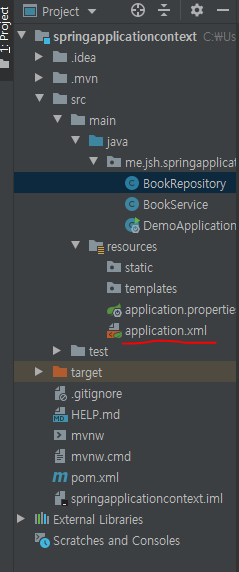 Project
1: Project
springapplicationcontext C:₩Us
.idea
.mvn
src
main
java
me.jsh.springapplicat
BookRepository
BookService
DemoApplication
resources
static
templates
application.propertie
application.xml
test
target
.gitignore
HELP.md
mvnw
mvnw.cmd
pom.xml
springapplicationcontext.iml
External Libraries
Scratches and Consoles